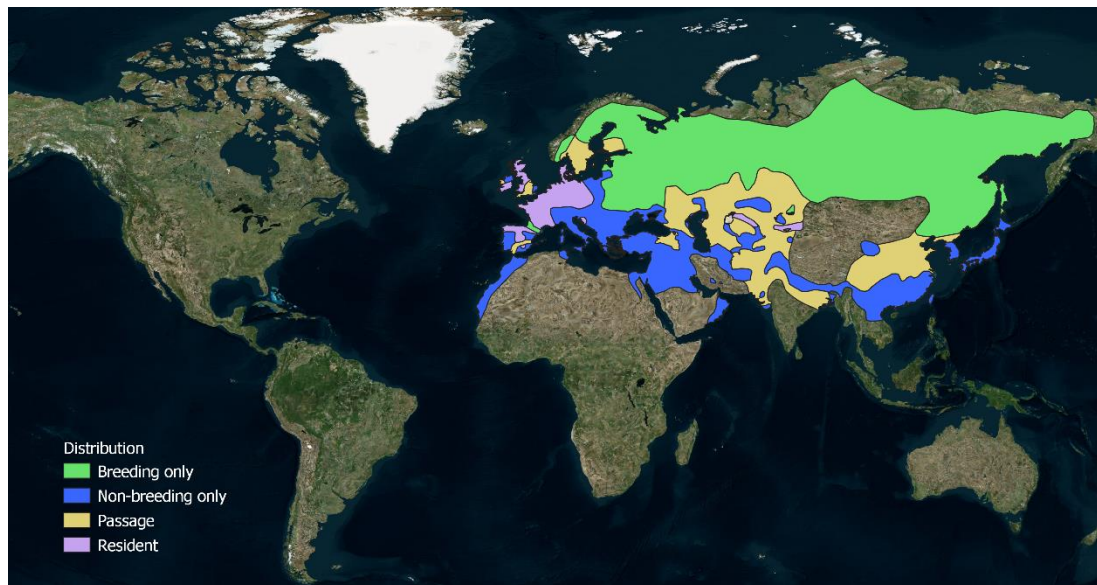 Distribution
Breeding only
Non-breeding only
Passage
Resident